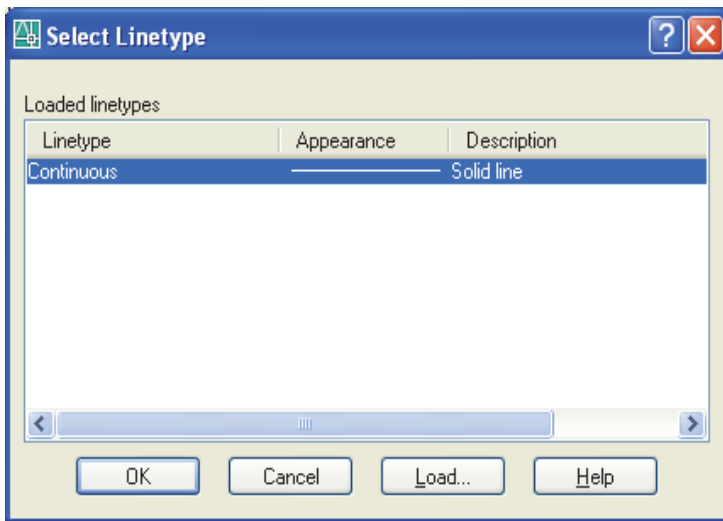 Select Linetype
Loaded linetypes
Linetype Appearance Description
Continuous Solid line
OK Cancel Load... Help